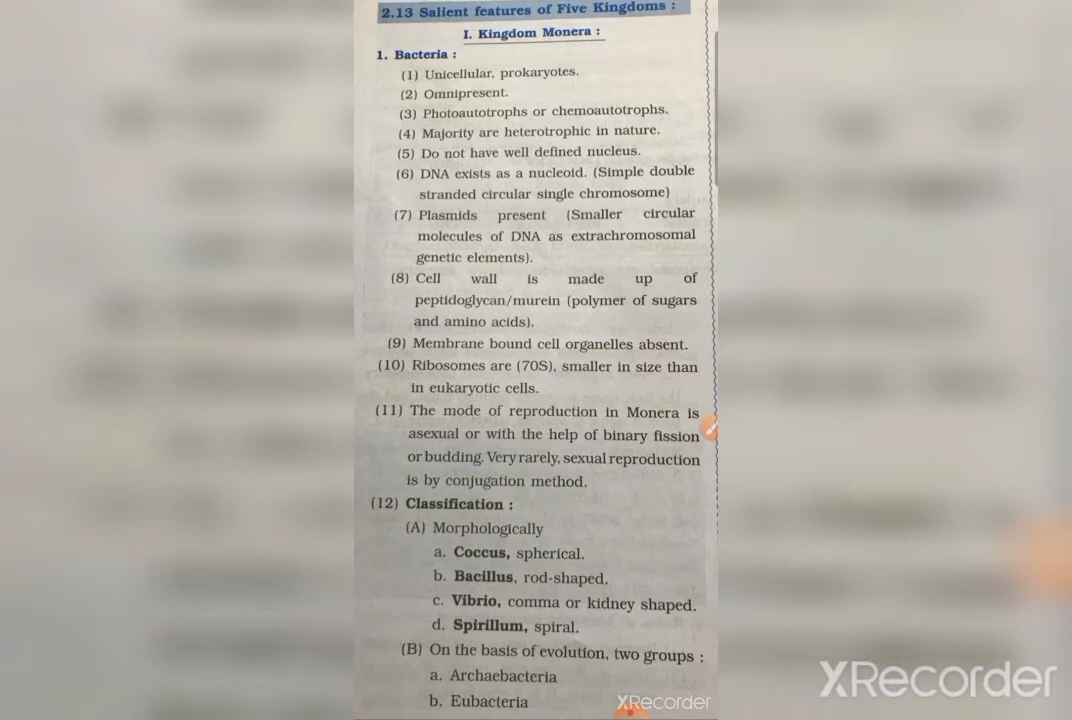 2.13 Salient features of Five Kingdoms :
I. Kingdom Monera :
1. Bacteria :
(1) Unicellular, prokaryotes.
(2) Omnipresent.
(3) Photoautotrophs or chemoautotrophs.
(4) Majority are heterotrophic in nature.
(5) Do not have well defined nucleus.
(6) DNA exists as a nucleoid. (Simple double
stranded circular single chromosome)
(7) Plasmids present (Smaller circular
molecules of DNA as extrachromosomal
genetic elements).
(8) Cell wall is made up of
peptidoglycan/murein (polymer of sugars
and amino acids).
(9) Membrane bound cell organelles absent.
(10) Ribosomes are (70S), smaller in size than
in eukaryotic cells.
(11) The mode of reproduction in Monera is
asexual or with the help of binary fission
or budding. Very rarely, sexual reproduction
is by conjugation method.
(12) Classification :
(A) Morphologically
a. Coccus, spherical.
b. Bacillus, rod-shaped.
c. Vibrio, comma or kidney shaped.
d. Spirillum, spiral.
(B) On the basis of evolution, two groups :
a. Archaebacteria
b. Eubacteria
XRecorder
XRecorder